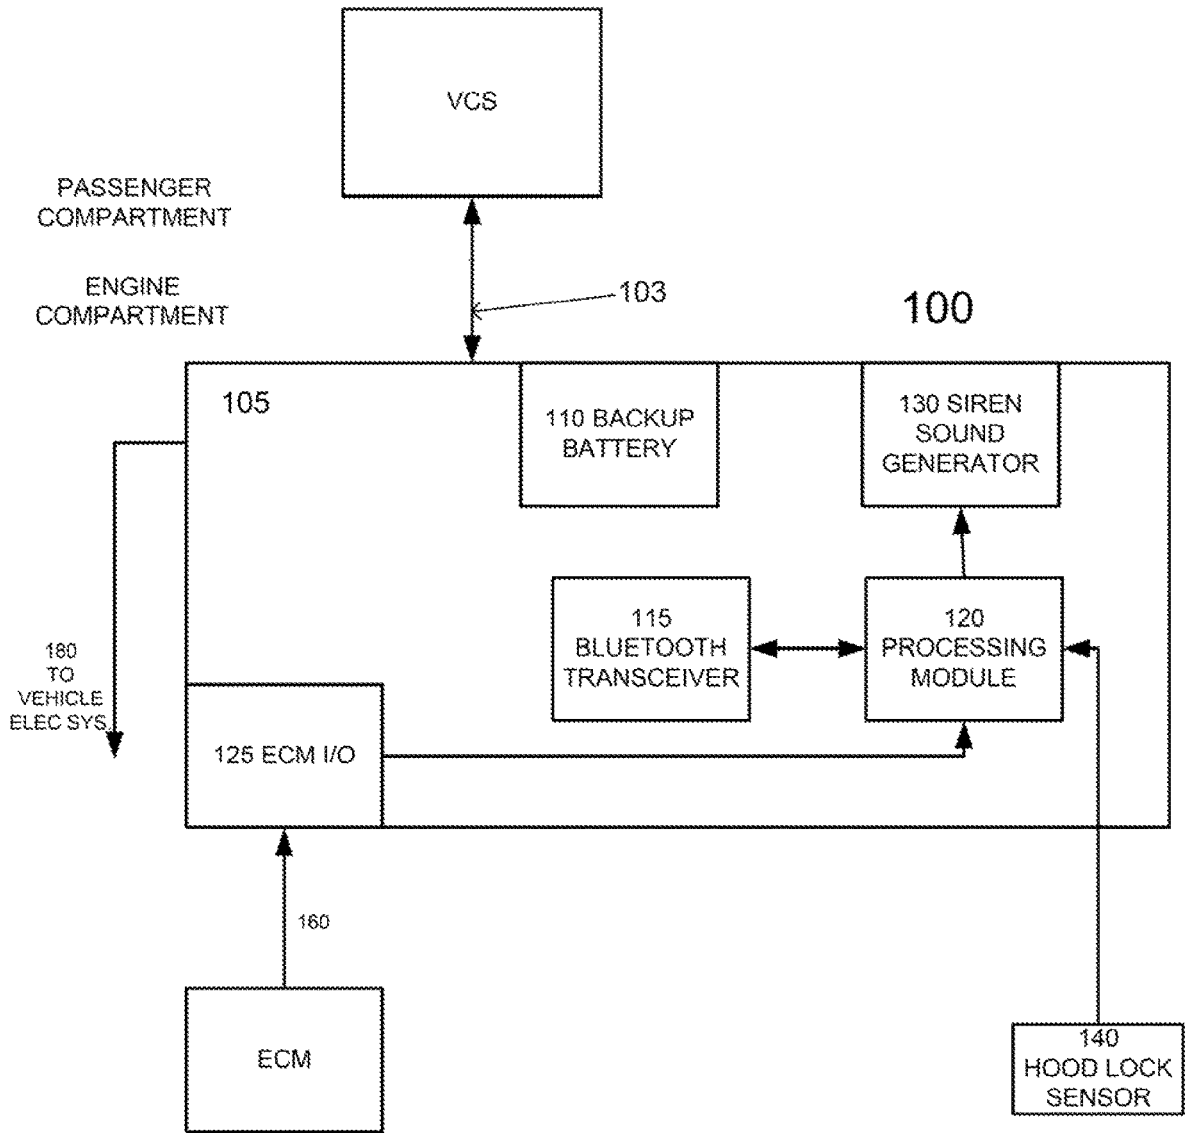 VCS
PASSENGER
COMPARTMENT
ENGINE
COMPARTMENT
103
100
105
110 BACKUP
BATTERY
130 SIREN
SOUND
GENERATOR
115
BLUETOOTH
TRANSCEIVER
120
PROCESSING
MODULE
180
TO
VEHICLE
ELEC SYS
125 ECM I/O
160
ECM
140
HOOD LOCK
SENSOR